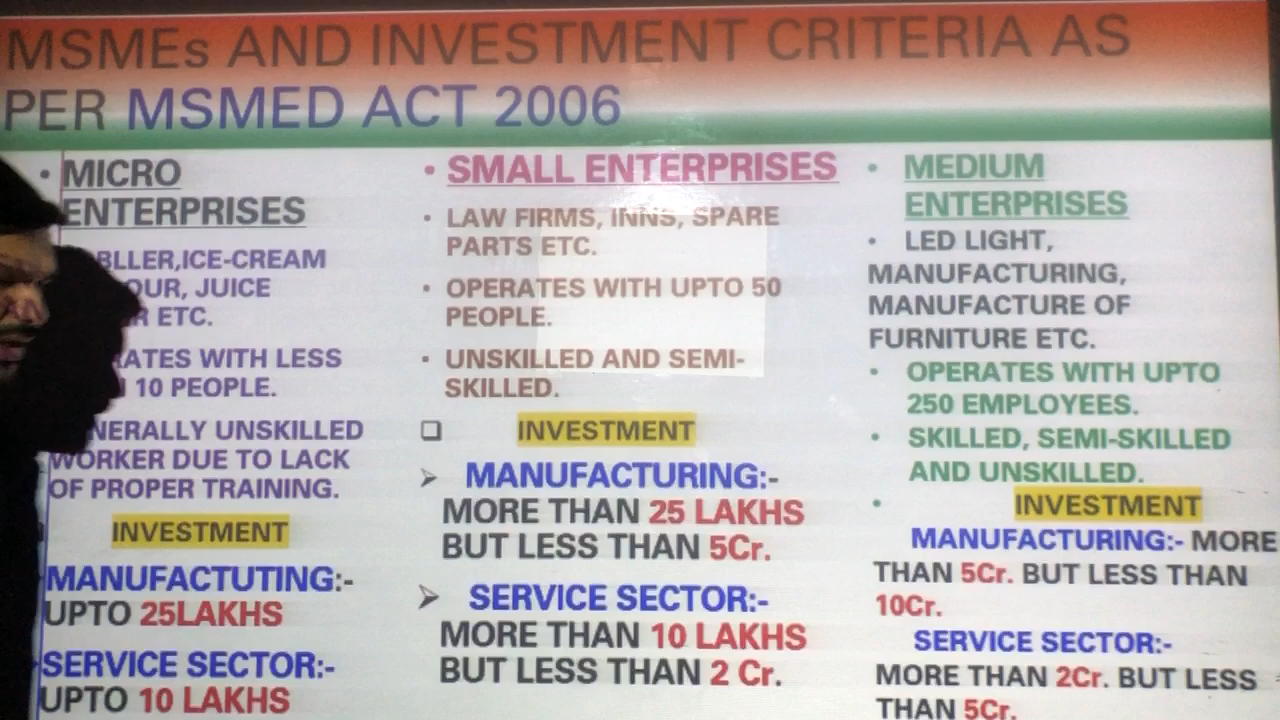 MSMEs AND INVESTMENT CRITERIA AS
PER MSMED ACT 2006
• MICRO
ENTERPRISES
ICE-CREAM
JUICE
ETC.
WITH LESS
10 PEOPLE.
UNSKILLED
WORKER DUE TO LACK
OF PROPER TRAINING.
INVESTMENT
MANUFACTUTING:-
UPTO 25LAKHS
SERVICE SECTOR:-
UPTO 10 LAKHS
• SMALL ENTERPRISES
• LAW FIRMS, INNS, SPARE
PARTS ETC.
• OPERATES WITH UPTO 50
PEOPLE.
• UNSKILLED AND SEMI-
SKILLED.
❑ INVESTMENT
➢ MANUFACTURING:-
MORE THAN 25 LAKHS
BUT LESS THAN 5Cr.
➢ SERVICE SECTOR:-
MORE THAN 10 LAKHS
BUT LESS THAN 2 Cr.
• MEDIUM
ENTERPRISES
• LED LIGHT,
MANUFACTURING,
MANUFACTURE OF
FURNITURE ETC.
• OPERATES WITH UPTO
250 EMPLOYEES.
• SKILLED, SEMI-SKILLED
AND UNSKILLED.
• INVESTMENT
MANUFACTURING:- MORE
THAN 5Cr. BUT LESS THAN
10Cr.
SERVICE SECTOR:-
MORE THAN 2Cr. BUT LESS
THAN 5Cr.